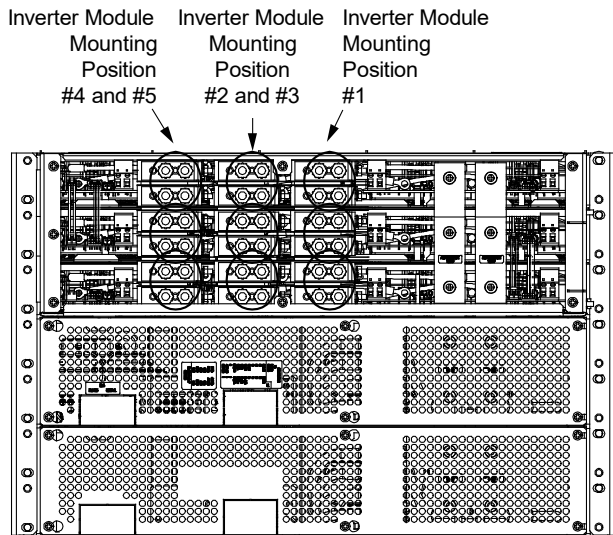 Inverter Module
Mounting
Position
#4 and #5
Inverter Module
Mounting
Position
#2 and #3
Inverter Module
Mounting
Position
#1